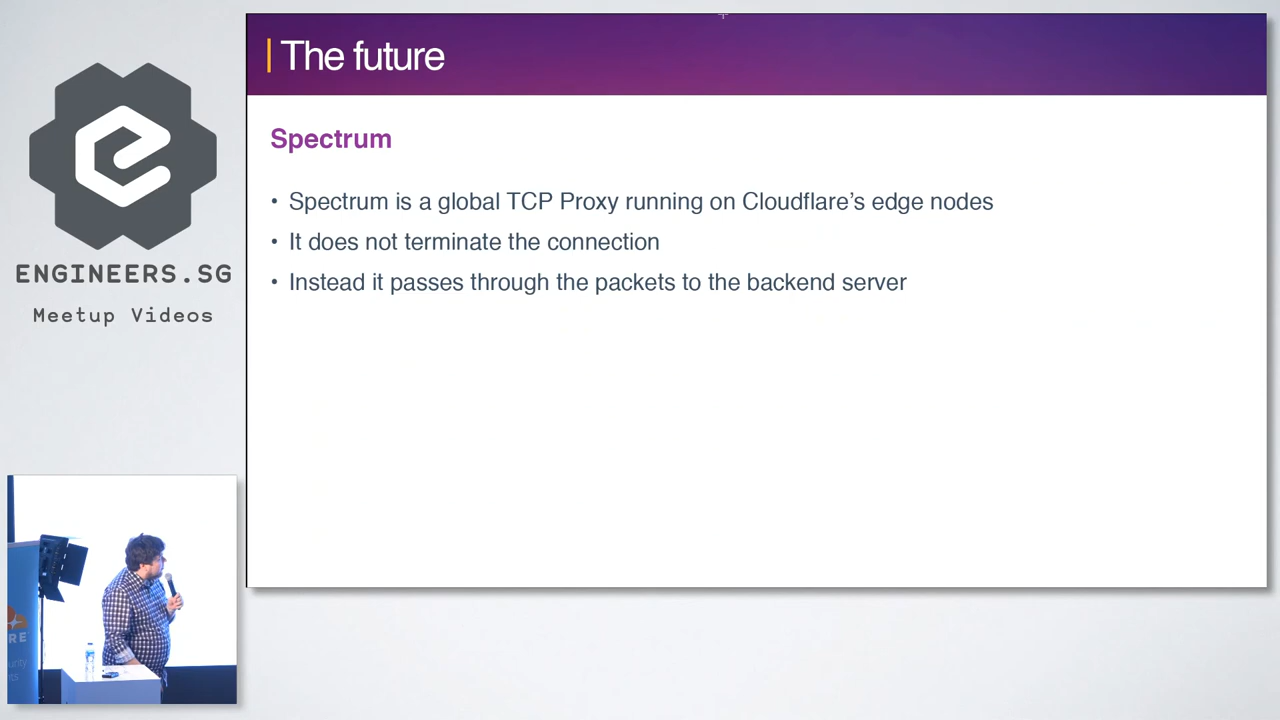 The future
Spectrum
• Spectrum is a global TCP Proxy running on Cloudflare’s edge nodes
• It does not terminate the connection
• Instead it passes through the packets to the backend server
ENGINEERS.SG
Meetup Videos
RE